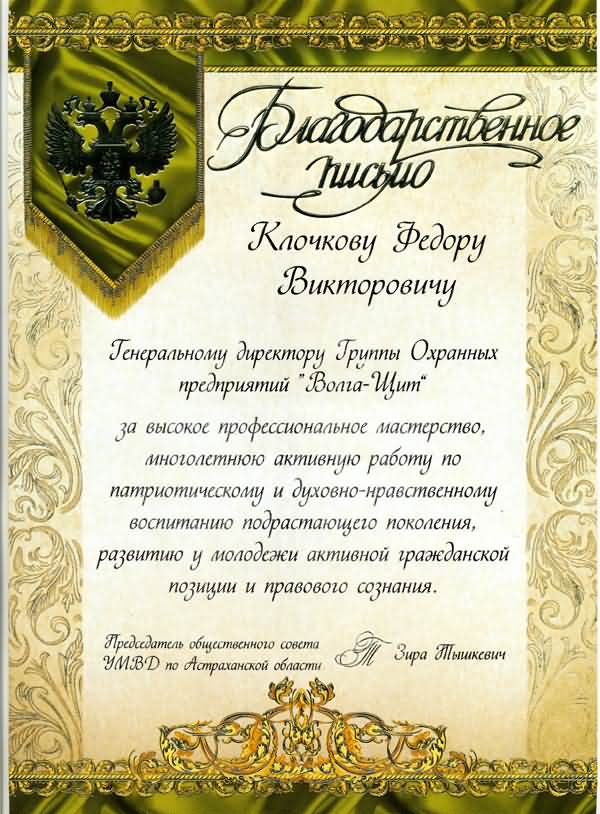 Благодарственное
письмо
Клочкову Федору
Викторовичу
Генеральному директору Группы Охранных
предприятий "Волга-Щит"
за высокое профессиональное мастерство,
многолетнюю активную работу по
патриотическому и духовно-нравственному
воспитанию подрастающего поколения,
развитию у молодежи активной гражданской
позиции и правового сознания.
Председатель общественного совета
УМВД по Астраханской области
Зира Тышкевич